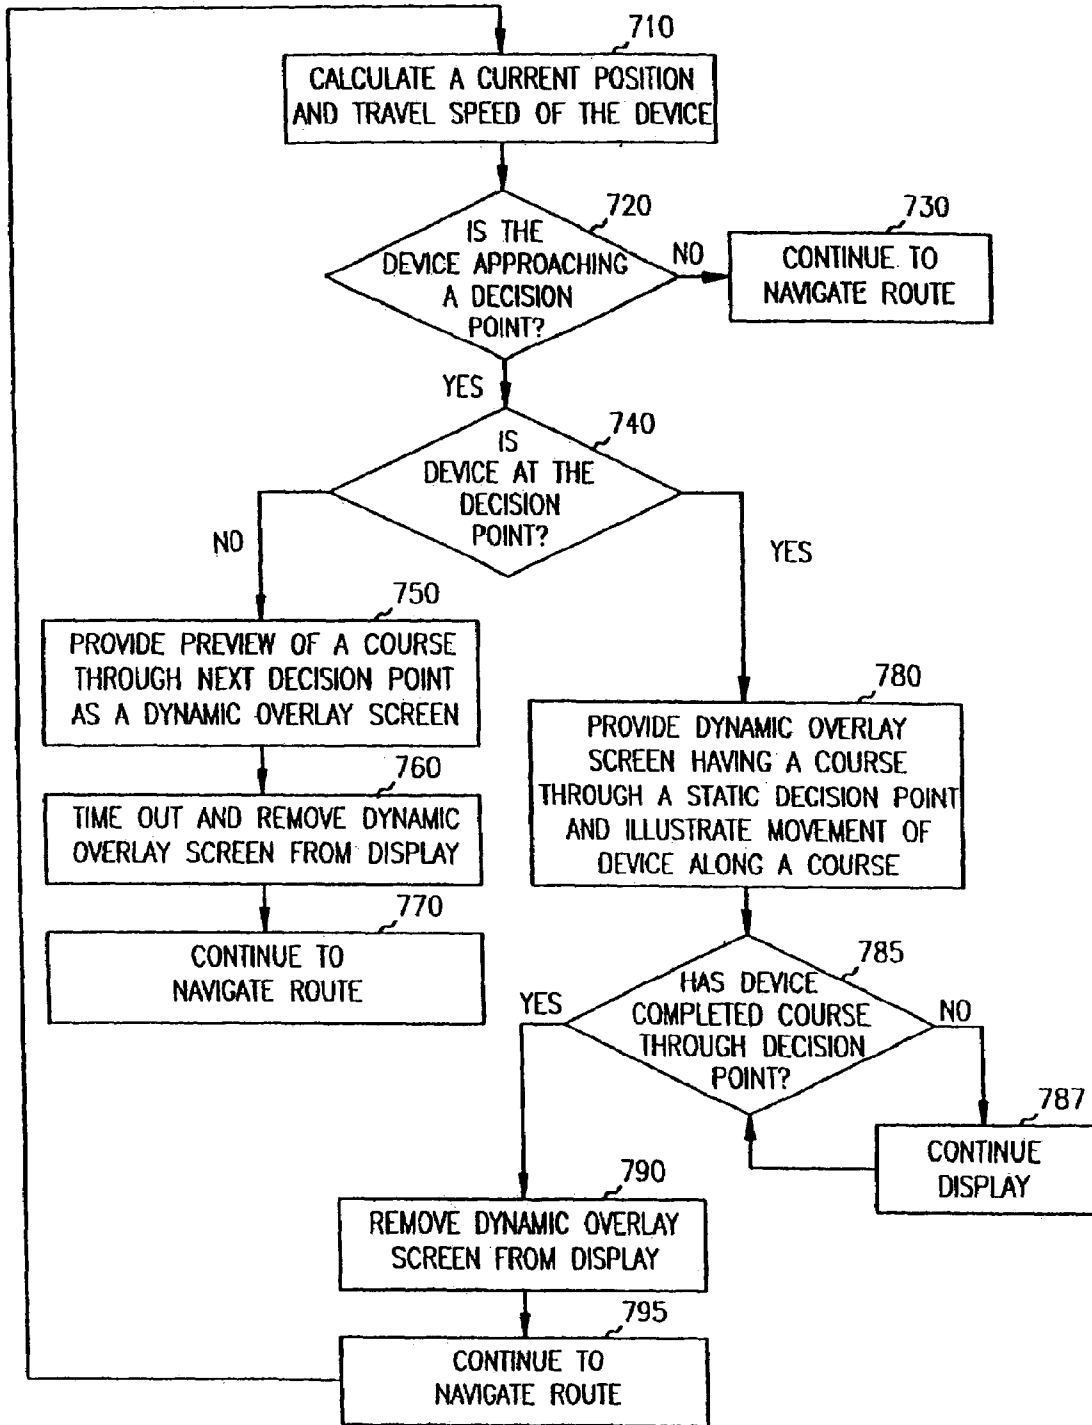 710
CALCULATE A CURRENT POSITION
AND TRAVEL SPEED OF THE DEVICE
720
IS THE
DEVICE APPROACHING
A DECISION
POINT?
NO
730
CONTINUE TO
NAVIGATE ROUTE
YES
740
IS
DEVICE AT THE
DECISION
POINT?
NO
YES
750
PROVIDE PREVIEW OF A COURSE
THROUGH NEXT DECISION POINT
AS A DYNAMIC OVERLAY SCREEN
760
TIME OUT AND REMOVE DYNAMIC
OVERLAY SCREEN FROM DISPLAY
770
CONTINUE TO
NAVIGATE ROUTE
780
PROVIDE DYNAMIC OVERLAY
SCREEN HAVING A COURSE
THROUGH A STATIC DECISION POINT
AND ILLUSTRATE MOVEMENT OF
DEVICE ALONG A COURSE
785
HAS DEVICE
COMPLETED COURSE
THROUGH DECISION
POINT?
YES
NO
787
CONTINUE
DISPLAY
790
REMOVE DYNAMIC OVERLAY
SCREEN FROM DISPLAY
795
CONTINUE TO
NAVIGATE ROUTE